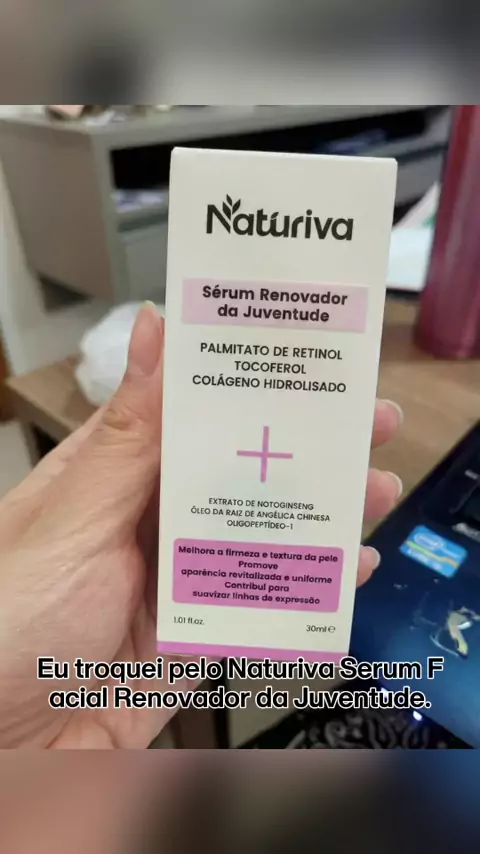 Naturiva
Sérum Renovador
da Juventude
PALMITATO DE RETINOL
TOCOFEROL
COLÁGENO HIDROLISADO
EXTRATO DE NOTOGINSENG
ÓLEO DA RAIZ DE ANGÉLICA CHINESA
OLIGOPEPTÍDEO-1
Melhora a firmeza e textura da pele
Promove
aparência revitalizada e uniforme
Contribui para
suavizar linhas de expressão
1.01 fl.oz.
30ml ℮
Eu troquei pelo Naturiva Serum F
acial Renovador da Juventude.